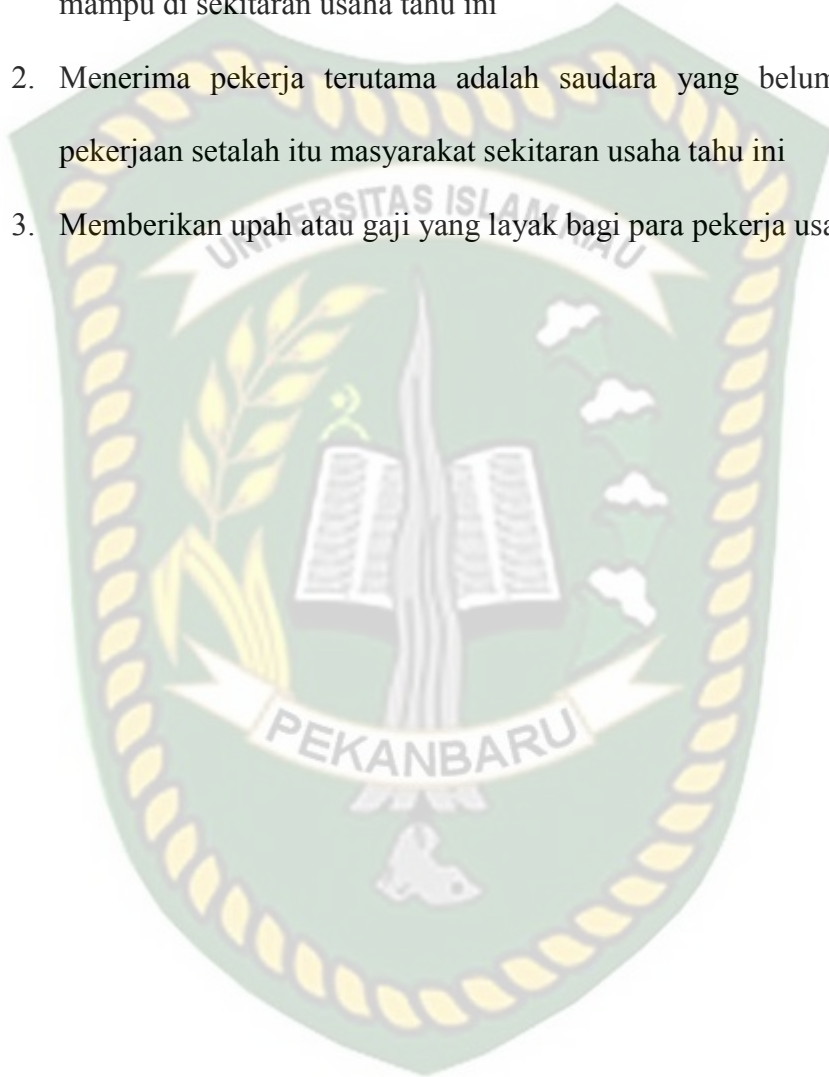 mampu di sekitaran usaha tahu ini
2. Menerima pekerja terutama adalah saudara yang belum
pekerjaan setalah itu masyarakat sekitaran usaha tahu ini
3. Memberikan upah atau gaji yang layak bagi para pekerja usa
UNIVERSITAS ISLAM RIAU
PEKANBARU